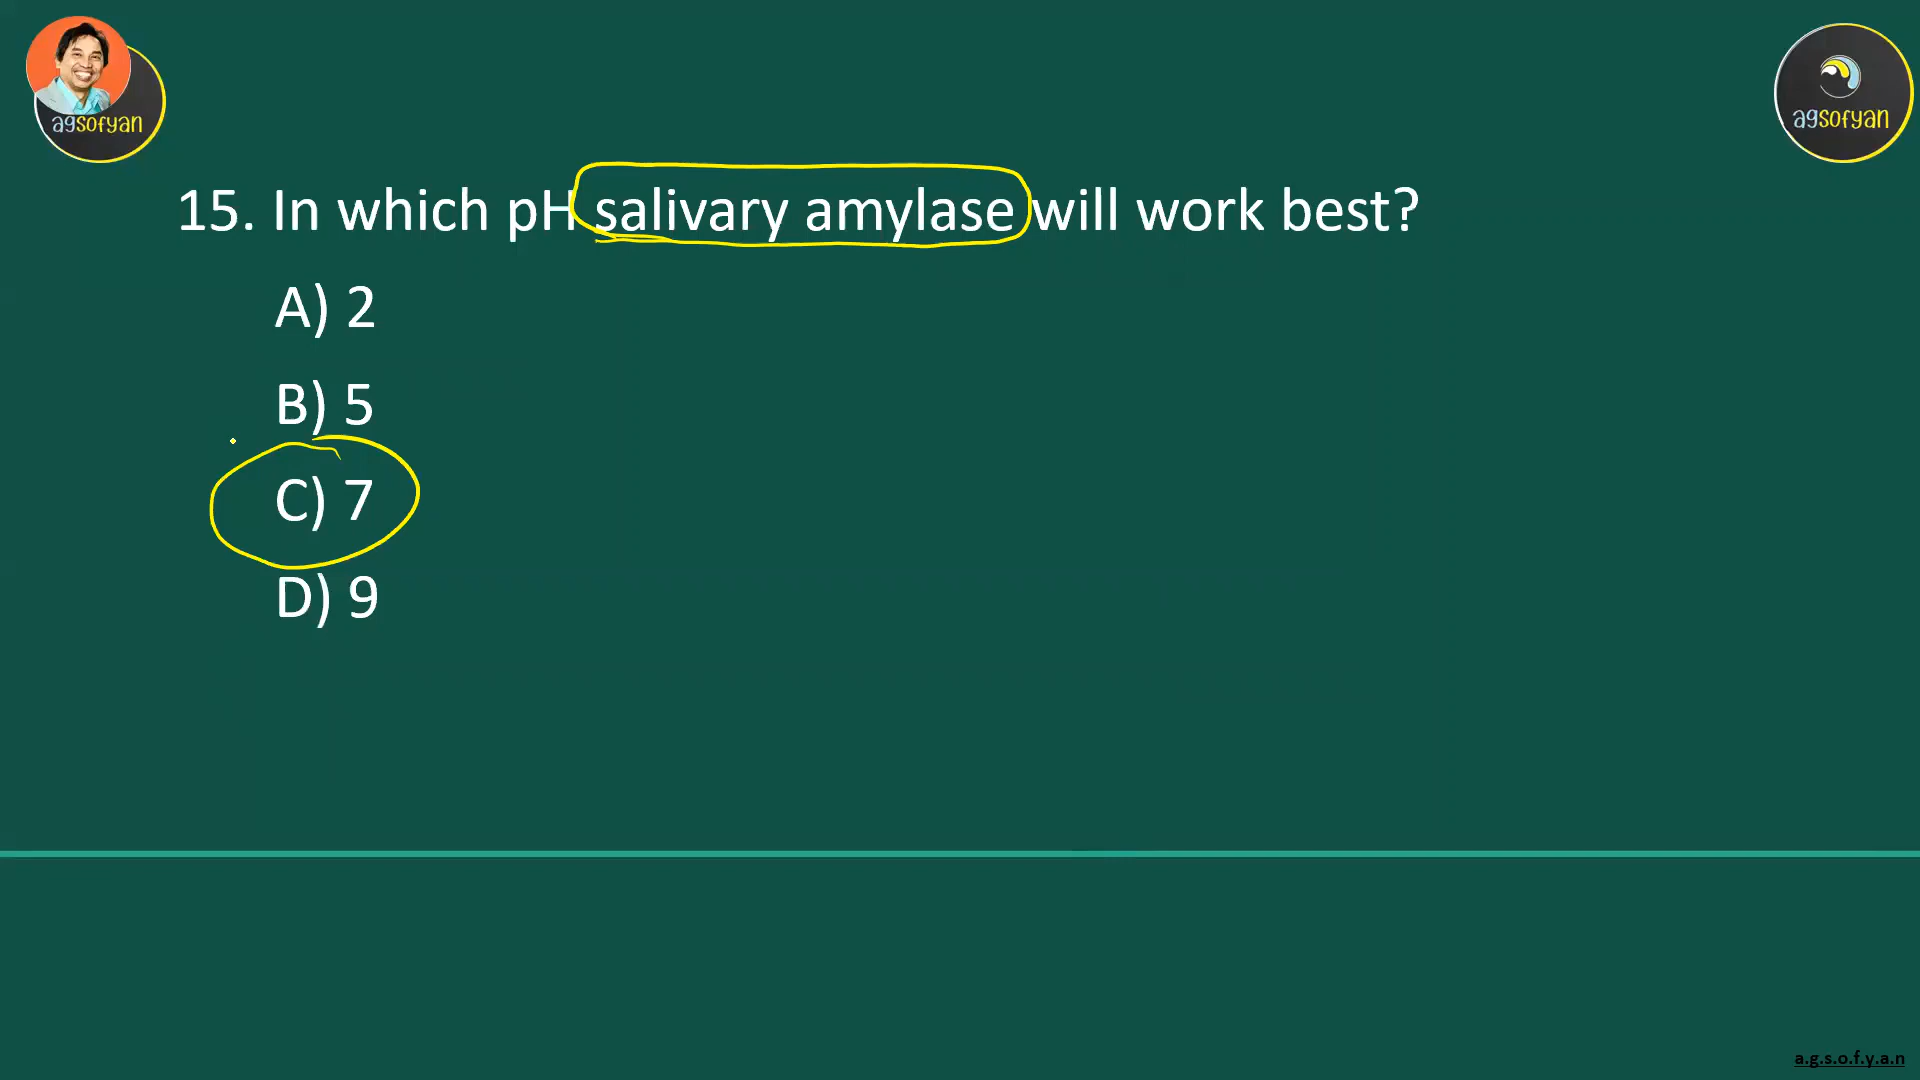 agsofyan
agsofyan
15. In which pH salivary amylase will work best?
A) 2
B) 5
C) 7
D) 9
a.g.s.o.f.y.a.n